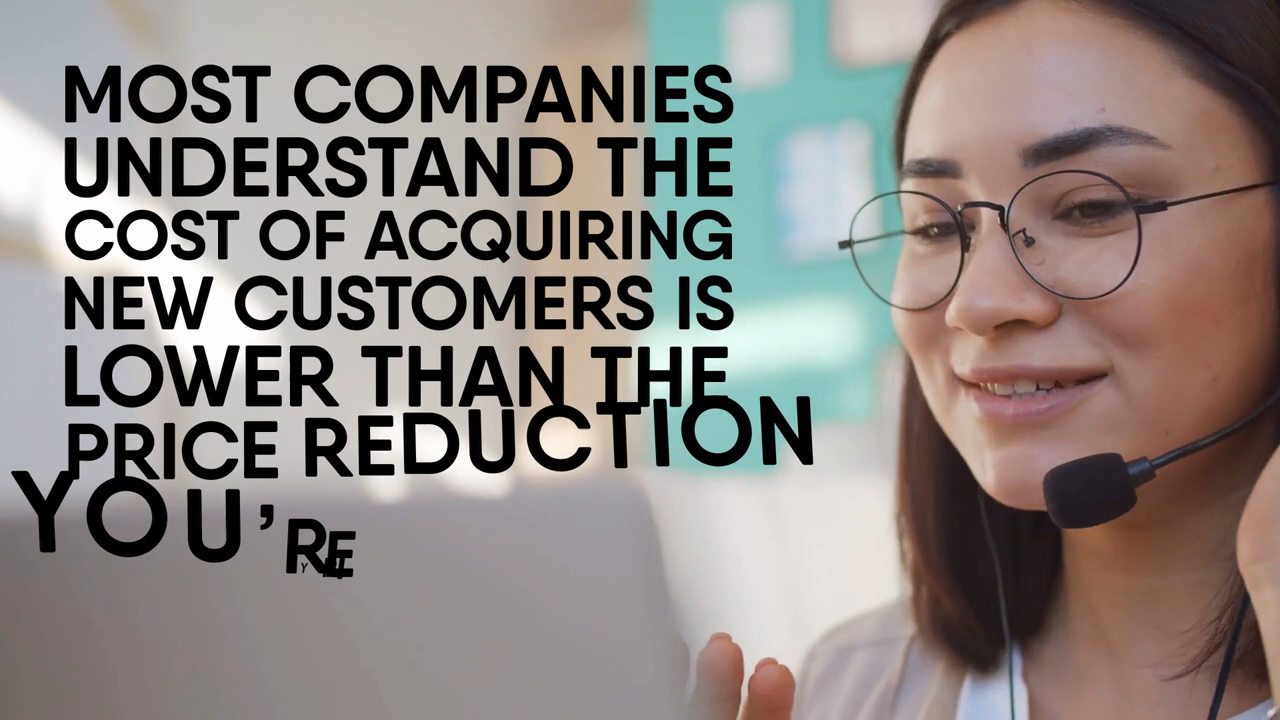 MOST COMPANIES
UNDERSTAND THE
COST OF ACQUIRING
NEW CUSTOMERS IS
LOWER THAN THE
PRICE REDUCTION
YOU'RE